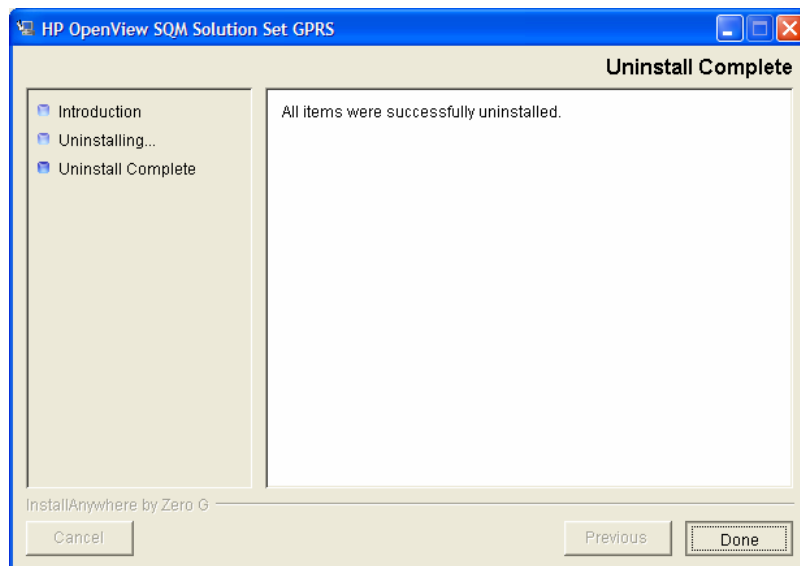 HP OpenView SQM Solution Set GPRS
Uninstall Complete
Introduction
Uninstalling...
Uninstall Complete
All items were successfully uninstalled.
InstallAnywhere by Zero G
Cancel
Previous
Done